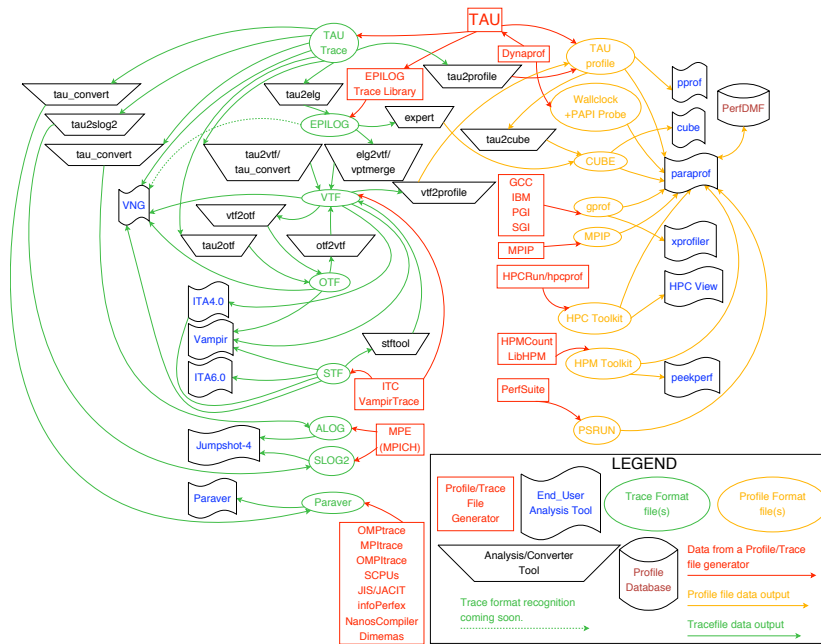 TAU
TAU
Trace
Dynaprof
TAU
profile
tau_convert
EPILOG
Trace Library
tau2profile
pprof
tau2elg
Wallclock
+PAPI Probe
PerfDMF
tau2slog2
EPILOG
expert
tau2cube
cube
tau_convert
tau2vtf/
tau_convert
elg2vtf/
vptmerge
CUBE
paraprof
VNG
VTF
vtf2profile
GCC
IBM
PGI
SGI
gprof
vtf2otf
MPIP
xprofiler
tau2otf
otf2vtf
MPIP
OTF
HPCRun/hpcprof
HPC View
ITA4.0
HPC Toolkit
Vampir
stftool
HPMCount
LibHPM
HPM Toolkit
ITA6.0
STF
peekperf
ITC
VampirTrace
PerfSuite
PSRUN
ALOG
MPE
(MPICH)
Jumpshot-4
SLOG2
Paraver
Paraver
OMPtrace
MPItrace
OMPItrace
SCPUs
JIS/JACIT
infoPerfex
NanosCompiler
Dimemas
LEGEND
Profile/Trace
File
Generator
End_User
Analysis Tool
Trace Format
file(s)
Profile Format
file(s)
Analysis/Converter
Tool
Profile
Database
Data from a Profile/Trace
file generator
Profile file data output
Trace format recognition
coming soon.
Tracefile data output